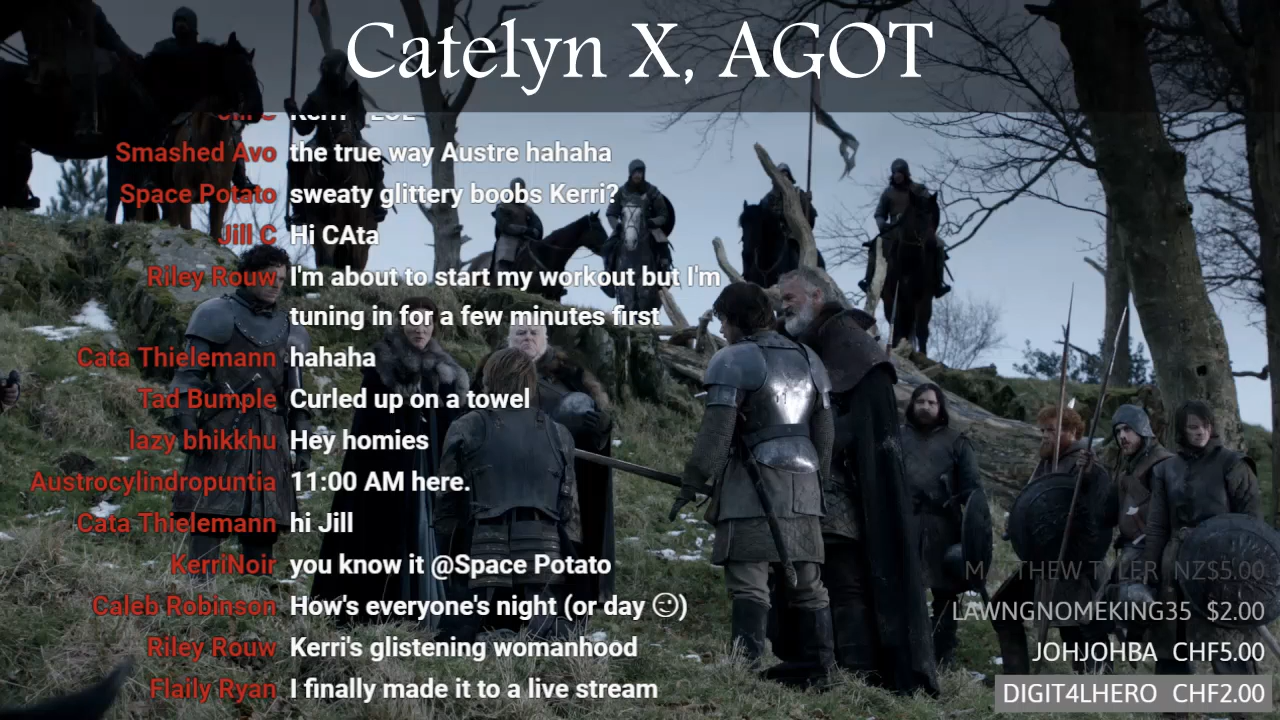 Catelyn X, AGOT
Smashed Avo the true way Austre hahaha
Space Potato sweaty glittery boobs Kerri?
Jill C Hi CAta
Riley Rouw I'm about to start my workout but I'm
tuning in for a few minutes first
Cata Thielemann hahaha
Tad Bumple Curled up on a towel
lazy bhikkhu Hey homies
Austrocylindropuntia 11:00 AM here.
Cata Thielemann hi Jill
KerriNoir you know it @Space Potato
Caleb Robinson How's everyone's night (or day 😉)
Riley Rouw Kerri's glistening womanhood
Flaily Ryan I finally made it to a live stream
MATTHEW TYLER NZ$5.00
LAWNGNOMEKING35 $2.00
JOHJOHBA CHF5.00
DIGIT4LHERO CHF2.00